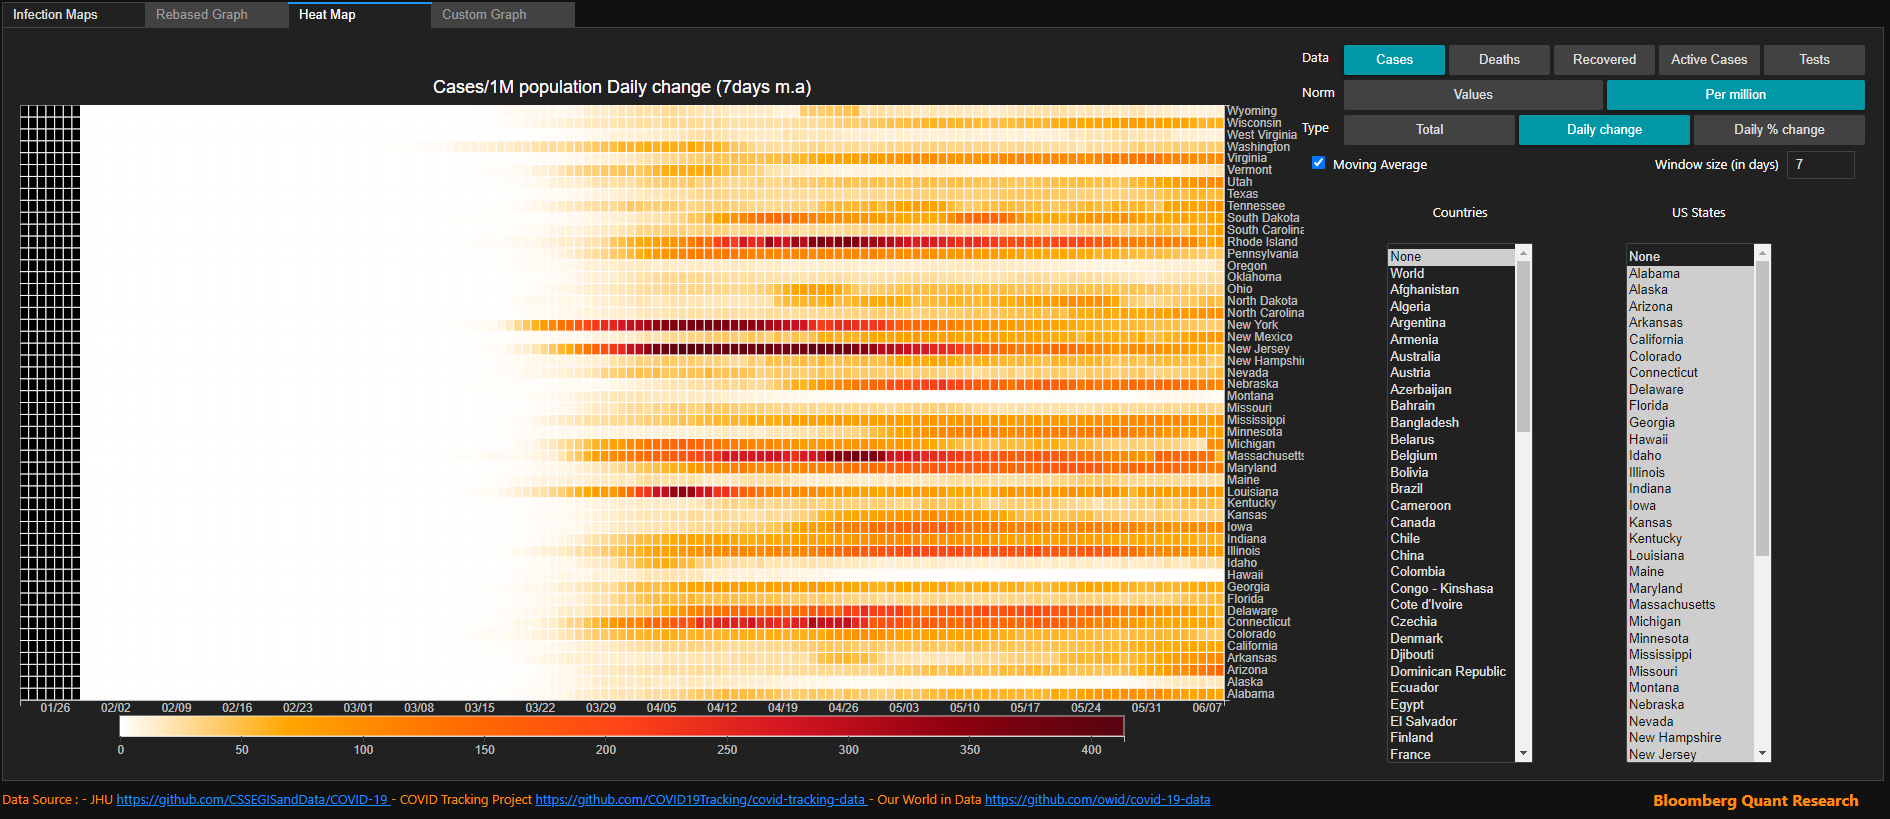 Infection Maps
Rebased Graph
Heat Map
Custom Graph
Cases/1M population Daily change (7days m.a)
Wyoming
Wisconsin
West Virginia
Washington
Virginia
Vermont
Utah
Texas
Tennessee
South Dakota
South Carolina
Rhode Island
Pennsylvania
Oregon
Oklahoma
Ohio
North Dakota
North Carolina
New York
New Mexico
New Jersey
New Hampshir
Nevada
Nebraska
Montana
Missouri
Mississippi
Minnesota
Michigan
Massachusetts
Maryland
Maine
Louisiana
Kentucky
Kansas
Iowa
Indiana
Illinois
Idaho
Hawaii
Georgia
Florida
Delaware
Connecticut
Colorado
California
Arkansas
Arizona
Alaska
Alabama
01/26 02/02 02/09 02/16 02/23 03/01 03/08 03/15 03/22 03/29 04/05 04/12 04/19 04/26 05/03 05/10 05/17 05/24 05/31 06/07
0 50 100 150 200 250 300 350 400
Data Cases Deaths Recovered Active Cases Tests
Norm Values Per million
Type Total Daily change Daily % change
Moving Average Window size (in days) 7
Countries
None
World
Afghanistan
Algeria
Argentina
Armenia
Australia
Austria
Azerbaijan
Bahrain
Bangladesh
Belarus
Belgium
Bolivia
Brazil
Cameroon
Canada
Chile
China
Colombia
Congo - Kinshasa
Cote d'Ivoire
Czechia
Denmark
Djibouti
Dominican Republic
Ecuador
Egypt
El Salvador
Finland
France
US States
None
Alabama
Alaska
Arizona
Arkansas
California
Colorado
Connecticut
Delaware
Florida
Georgia
Hawaii
Idaho
Illinois
Indiana
Iowa
Kansas
Kentucky
Louisiana
Maine
Maryland
Massachusetts
Michigan
Minnesota
Mississippi
Missouri
Montana
Nebraska
Nevada
New Hampshire
New Jersey
Data Source : - JHU https://github.com/CSSEGISandData/COVID-19 - COVID Tracking Project https://github.com/COVID19Tracking/covid-tracking-data - Our World in Data https://github.com/owid/covid-19-data
Bloomberg Quant Research